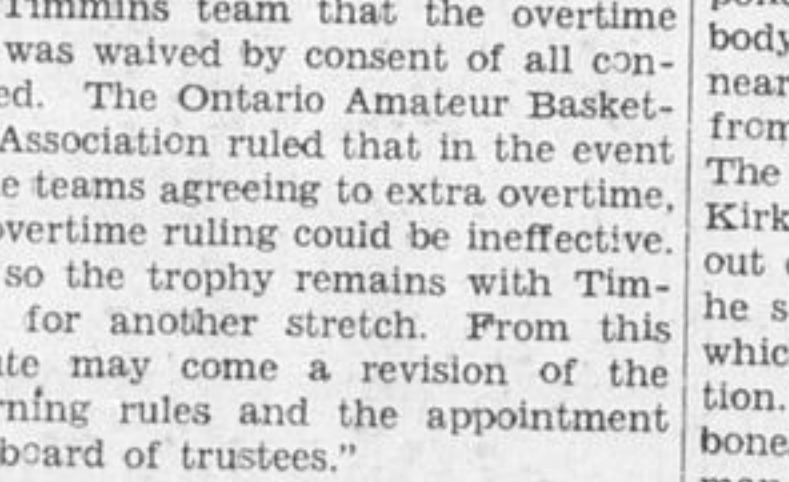 Timmins team that the overtime
was waived by consent of all con-
ed. The Ontario Amateur Basket-
Association ruled that in the event
e teams agreeing to extra overtime,
overtime ruling could be ineffective.
so the trophy remains with Tim-
for another stretch. From this
ute may come a revision of the
rning rules and the appointment
board of trustees."
body
near
from
The
Kirk
out
he s
whic
tion.
bone